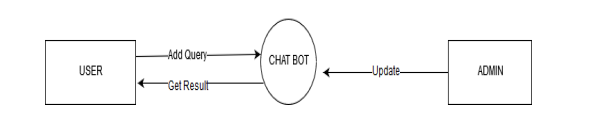 Add Query
USER
CHAT BOT
Update
ADMIN
Get Result